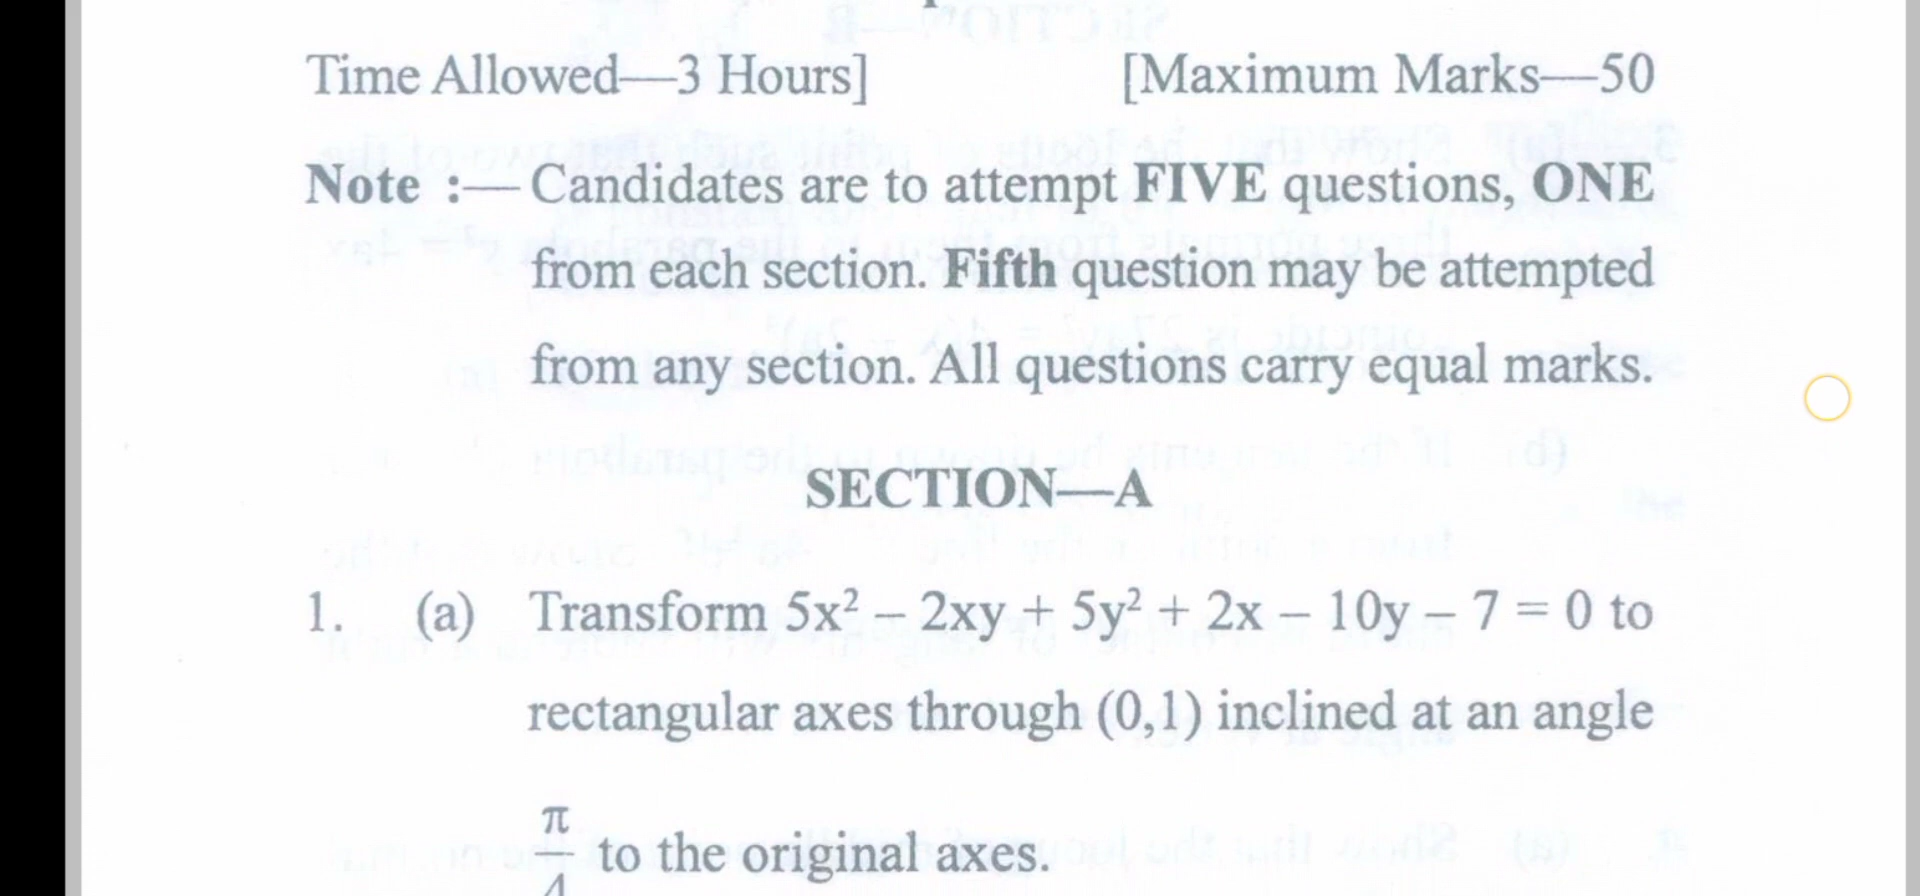 Time Allowed—3 Hours] [Maximum Marks—50
Note :— Candidates are to attempt FIVE questions, ONE
from each section. Fifth question may be attempted
from any section. All questions carry equal marks.
SECTION—A
1. (a) Transform 5x² – 2xy + 5y² + 2x – 10y – 7 = 0 to
rectangular axes through (0,1) inclined at an angle
π/4 to the original axes.